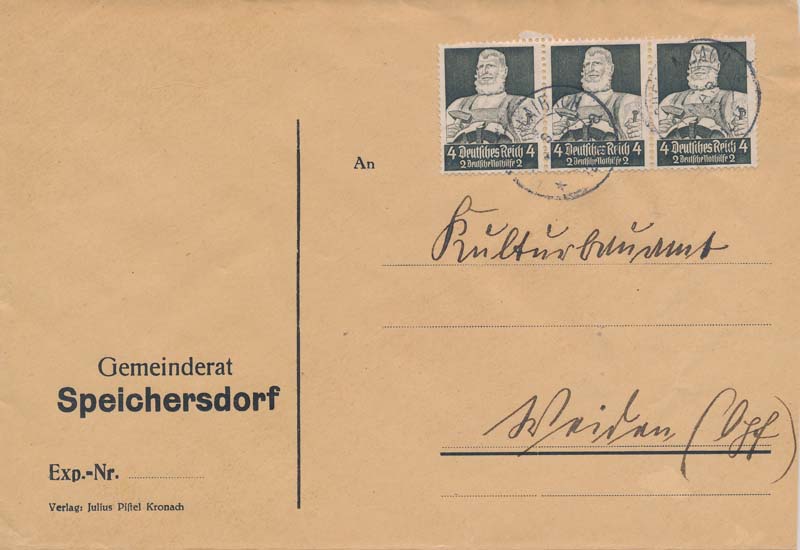 4 Deutsches Reich 4
2 Deutsche Nothilfe 2
4 Deutsches Reich 4
2 Deutsche Nothilfe 2
4 Deutsches Reich 4
2 Deutsche Nothilfe 2
An
Kulturbauamt
Gemeinderat
Speichersdorf
Weiden (Opf)
Exp.-Nr.
Verlag: Julius Piſtel Kronach